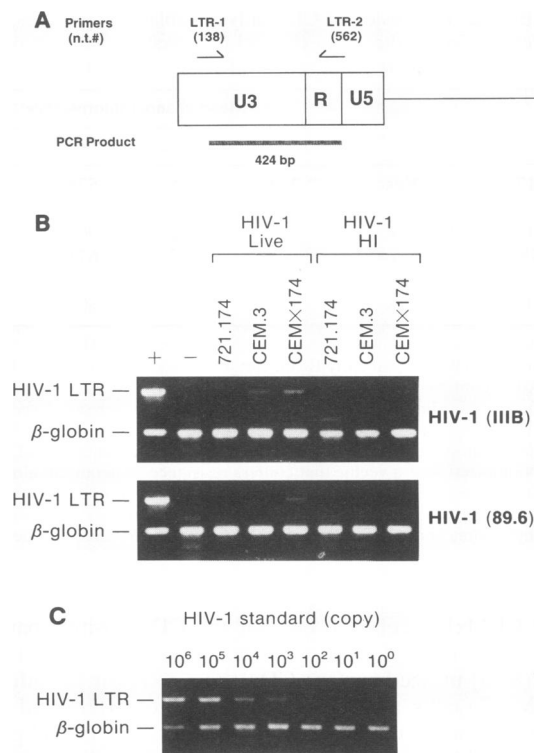 A
Primers LTR-1 LTR-2
(n.t.#) (138) (562)
U3 R U5
PCR Product
424 bp
B
HIV-1 HIV-1
Live HI
+ − 721.174 CEM.3 CEM×174 721.174 CEM.3 CEM×174
HIV-1 LTR — HIV-1 (IIIB)
β-globin —
HIV-1 LTR — HIV-1 (89.6)
β-globin —
C HIV-1 standard (copy)
10⁶ 10⁵ 10⁴ 10³ 10² 10¹ 10⁰
HIV-1 LTR —
β-globin —